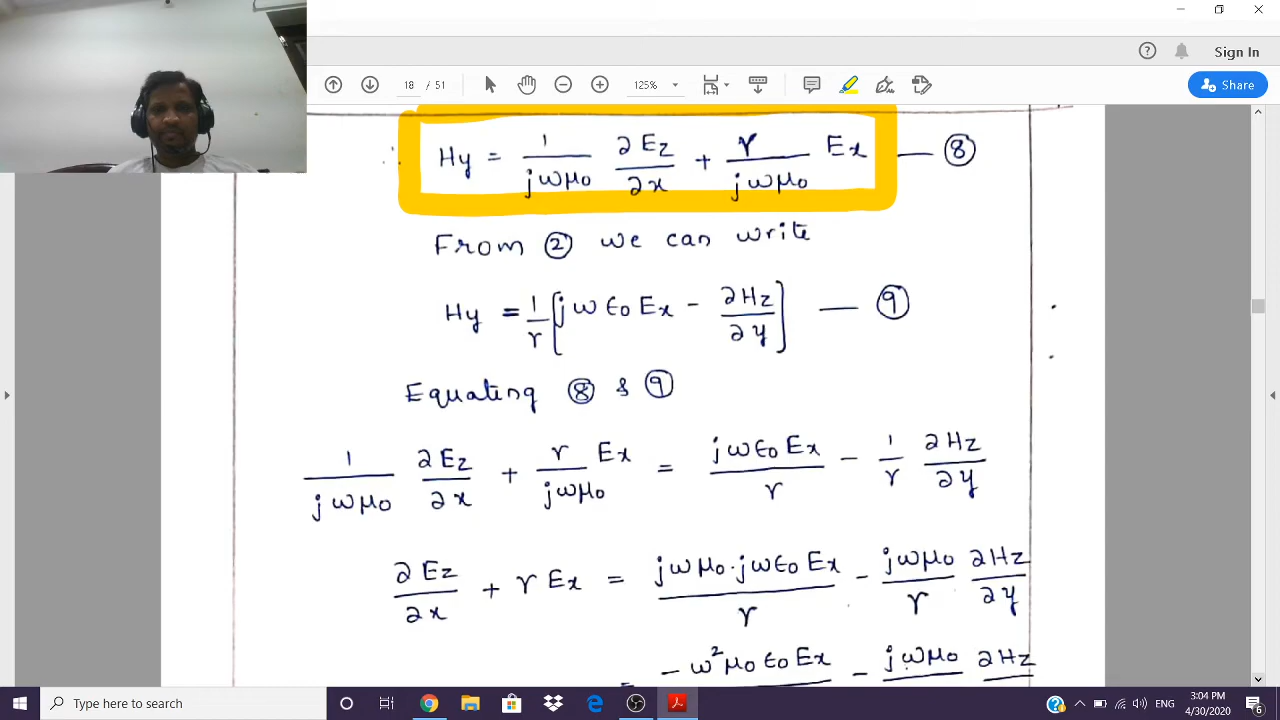 Sign In
18 / 51
125%
Share
∴ Hy = 1/jωμ₀ ∂Ez/∂x + γ/jωμ₀ Ex — ⑧
From ② we can write
Hy = 1/γ [jωϵ₀Ex − ∂Hz/∂y] — ⑨
Equating ⑧ & ⑨
1/jωμ₀ ∂Ez/∂x + γ/jωμ₀ Ex = jωϵ₀Ex/γ − 1/γ ∂Hz/∂y
∂Ez/∂x + γEx = jωμ₀·jωϵ₀Ex/γ − jωμ₀/γ ∂Hz/∂y
= −ω²μ₀ϵ₀Ex − jωμ₀ ∂Hz
Type here to search
ENG
3:04 PM
4/30/2020
6